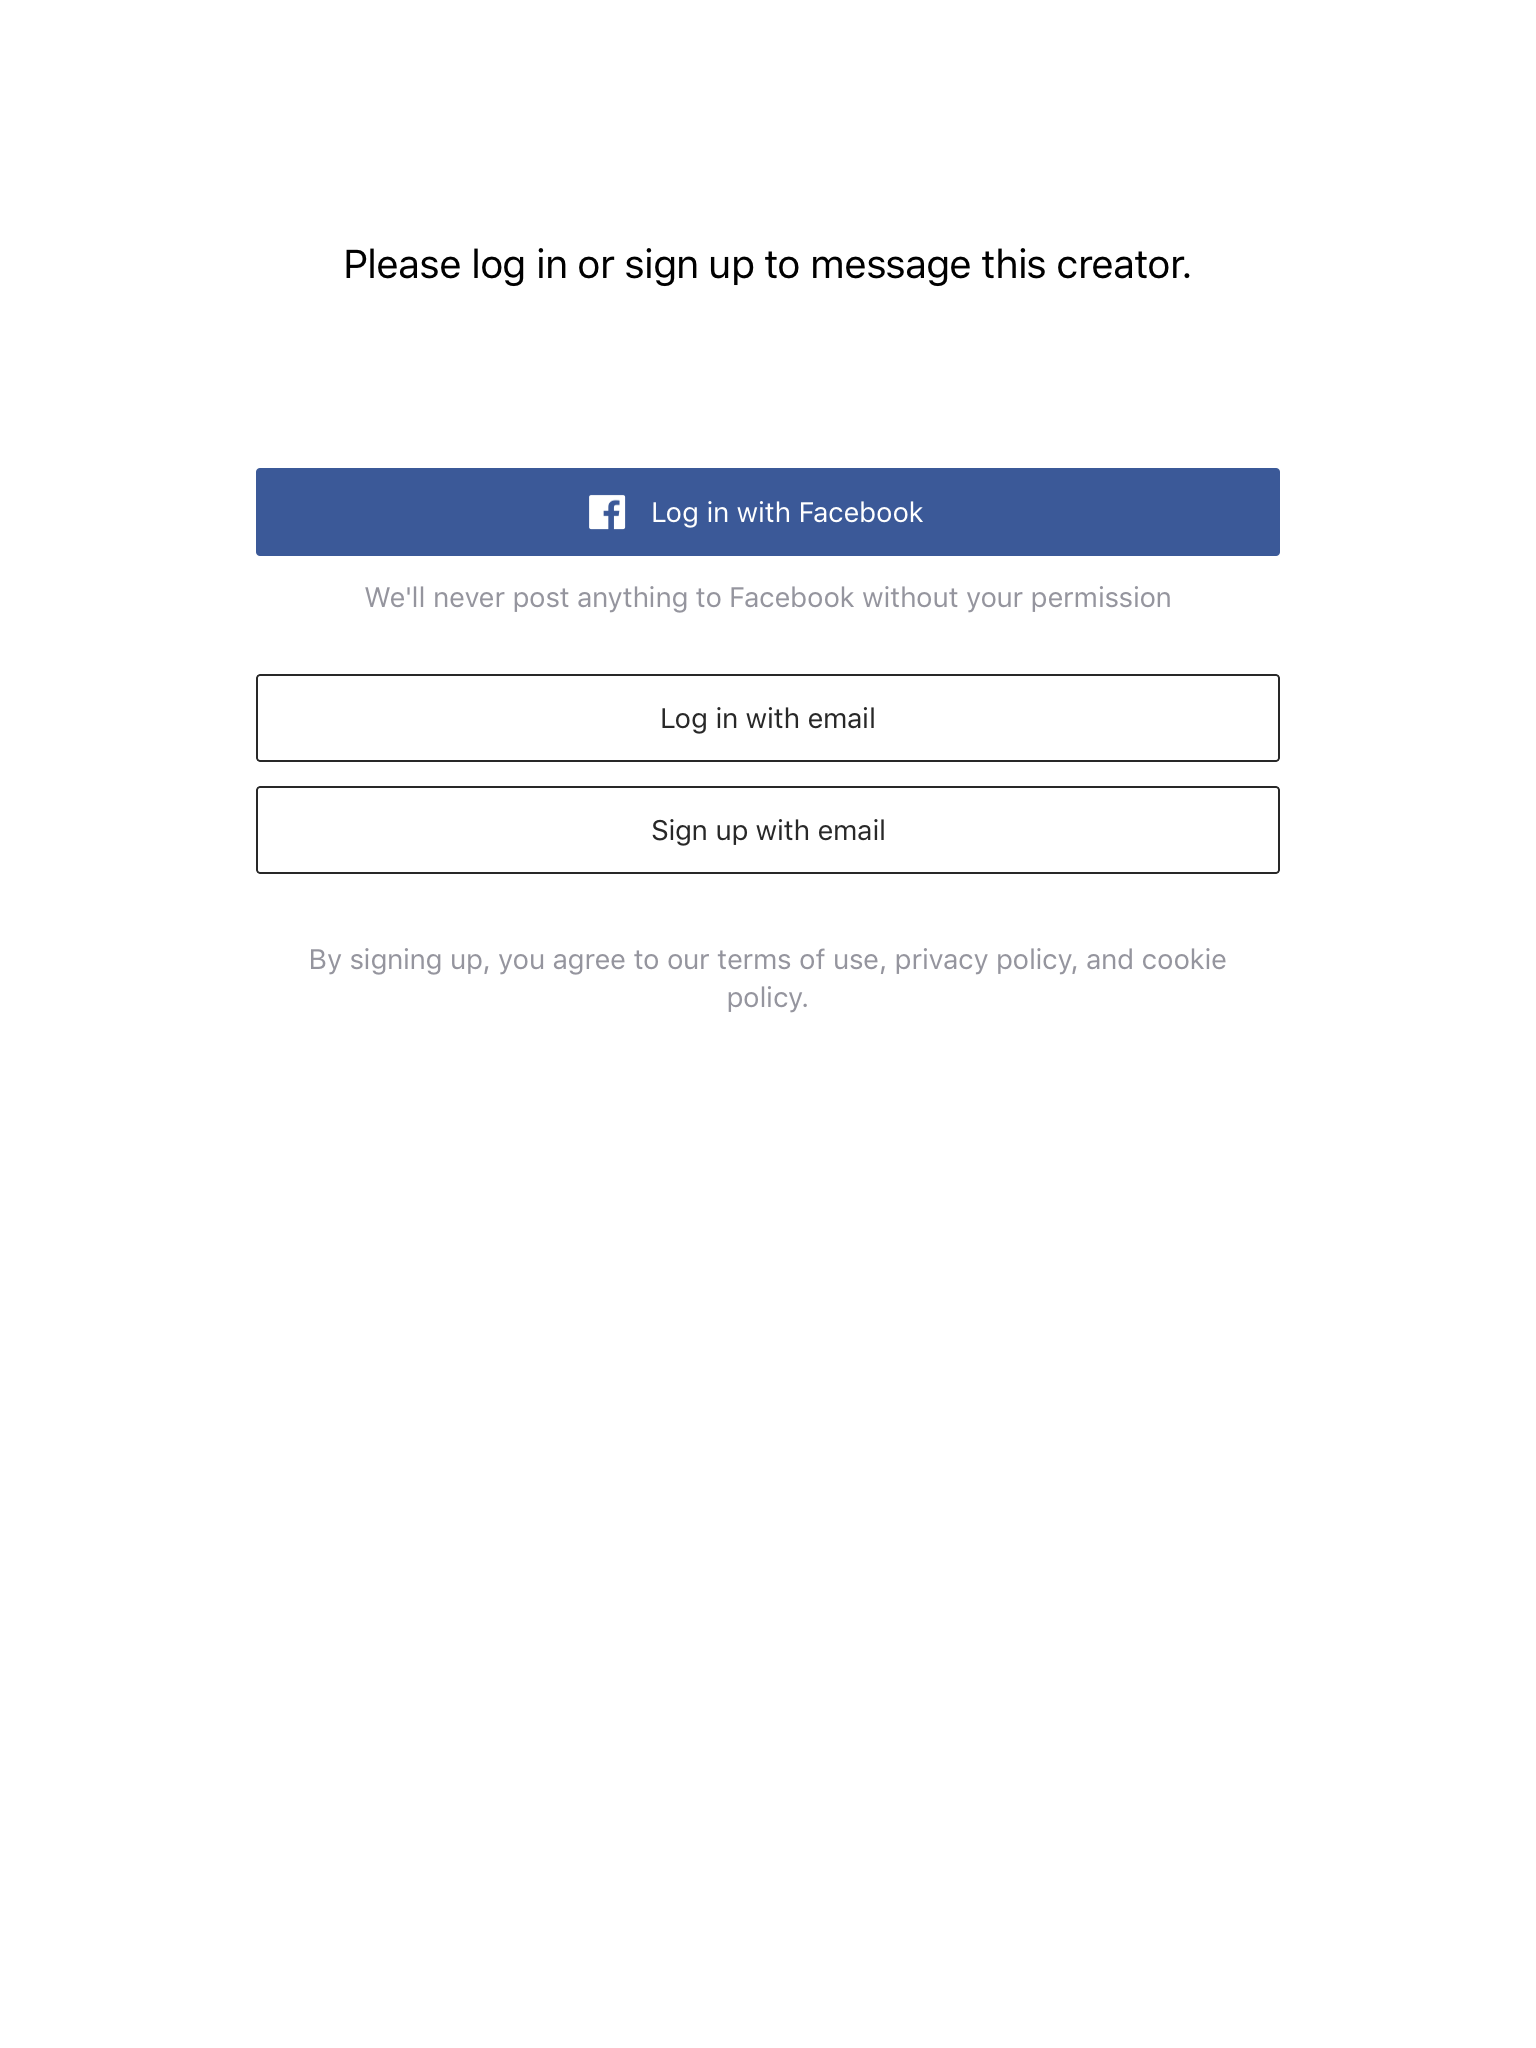 Please log in or sign up to message this creator.
Log in with Facebook
We'll never post anything to Facebook without your permission
Log in with email
Sign up with email
By signing up, you agree to our terms of use, privacy policy, and cookie
policy.